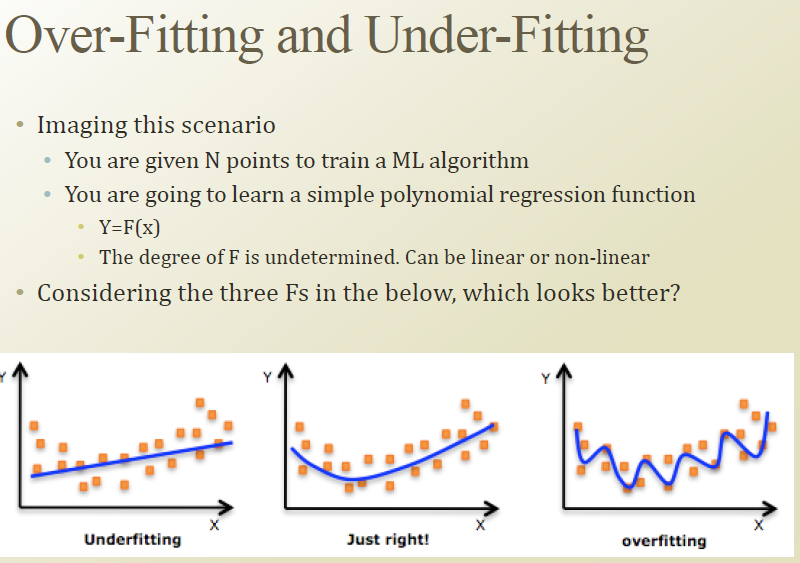 Over-Fitting and Under-Fitting
• Imaging this scenario
• You are given N points to train a ML algorithm
• You are going to learn a simple polynomial regression function
• Y=F(x)
• The degree of F is undetermined. Can be linear or non-linear
• Considering the three Fs in the below, which looks better?
Y
X
Underfitting
Y
X
Just right!
Y
X
overfitting